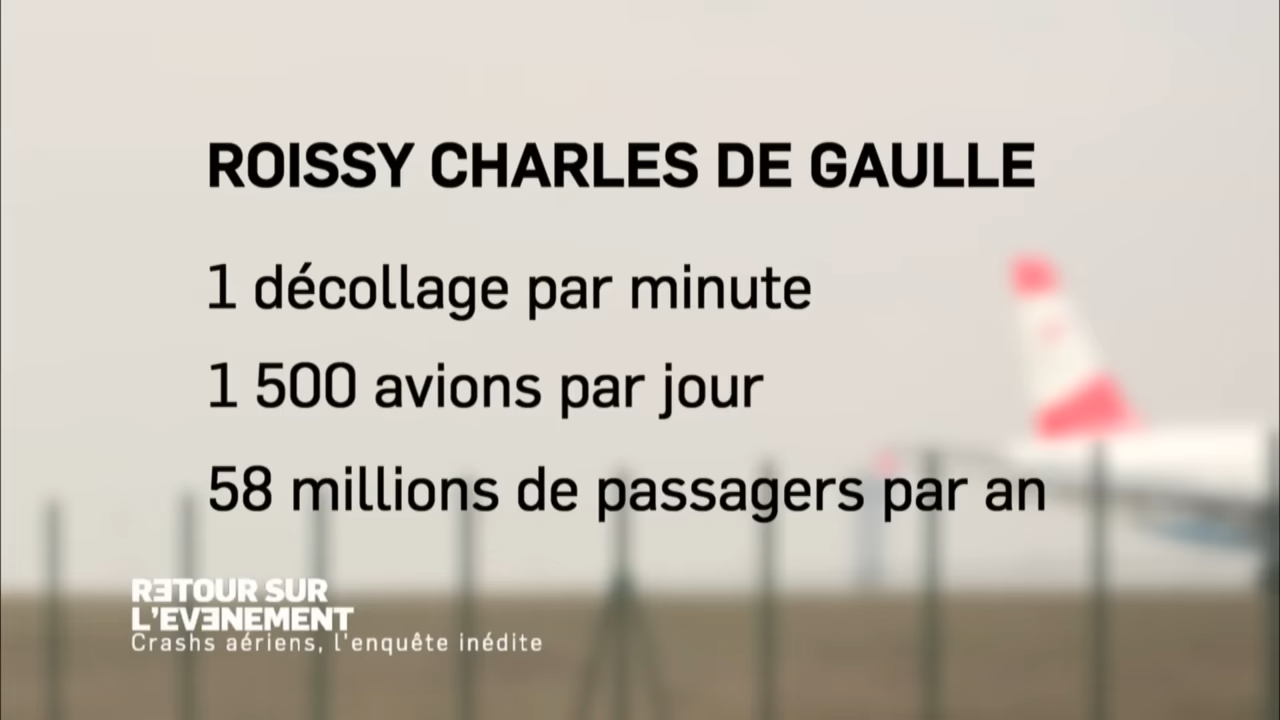 ROISSY CHARLES DE GAULLE
1 décollage par minute
1 500 avions par jour
58 millions de passagers par an
RETOUR SUR
L'EVENEMENT
Crashs aériens, l'enquête inédite